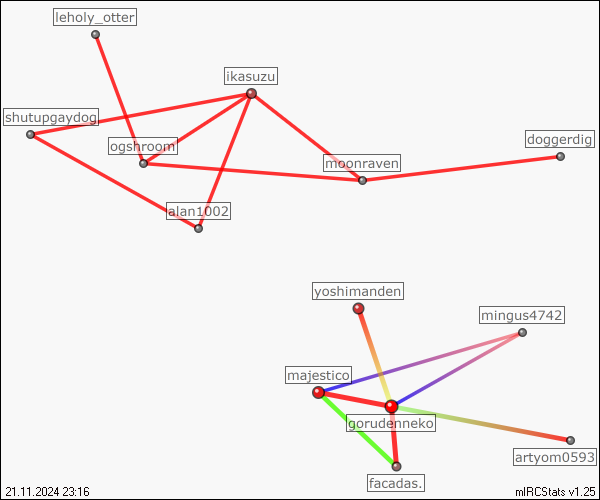 leholy_otter
ikasuzu
shutupgaydog
ogshroom
doggerdig
moonraven
alan1002
yoshimanden
mingus4742
majestico
gorudenneko
artyom0593
facadas.
21.11.2024 23:16
mIRCStats v1.25